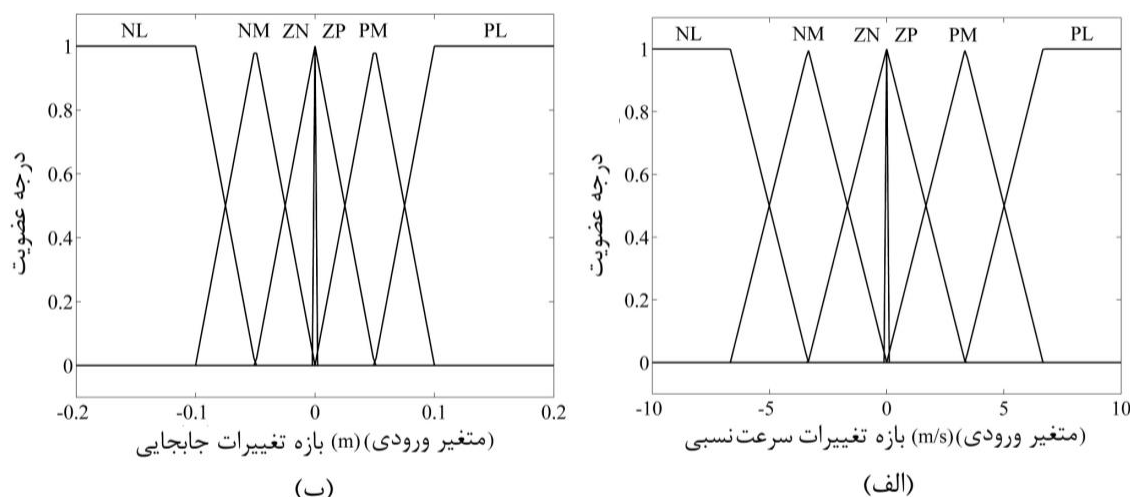 NL NM ZN ZP PM PL
1
0.8
0.6
0.4
0.2
0
درجه عضویت
-0.2 -0.1 0 0.1 0.2
(متغیر ورودی) (m) بازه تغییرات جابجایی
(ب)
NL NM ZN ZP PM PL
1
0.8
0.6
0.4
0.2
0
درجه عضویت
-10 -5 0 5 10
(متغیر ورودی) (m/s) بازه تغییرات سرعت نسبی
(الف)